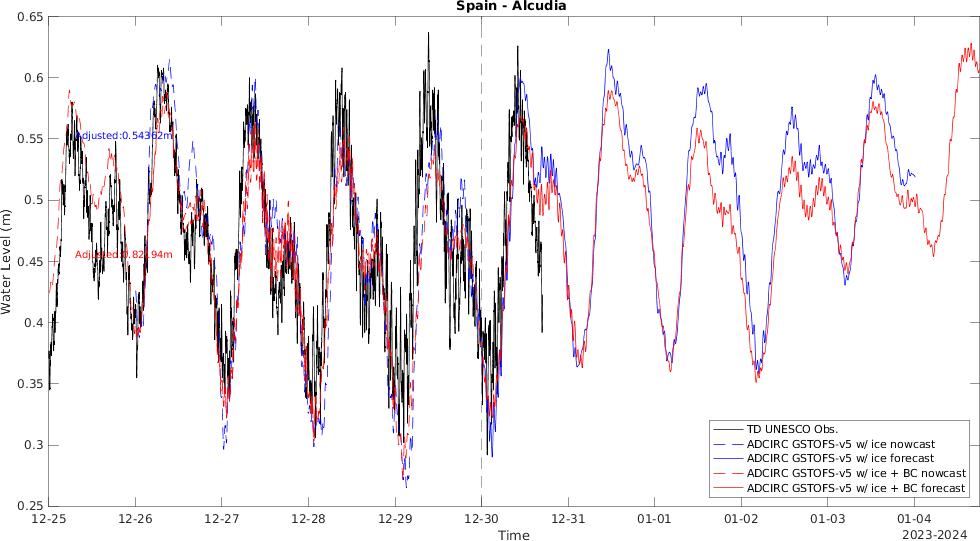 Spain - Alcudia
0.65
0.6
0.55
0.5
0.45
0.4
0.35
0.3
0.25
Water Level (m)
Adjusted:0.54362m
Adjusted:0.82194m
TD UNESCO Obs.
ADCIRC GSTOFS-v5 w/ ice nowcast
ADCIRC GSTOFS-v5 w/ ice forecast
ADCIRC GSTOFS-v5 w/ ice + BC nowcast
ADCIRC GSTOFS-v5 w/ ice + BC forecast
12-25 12-26 12-27 12-28 12-29 12-30 12-31 01-01 01-02 01-03 01-04
Time
2023-2024